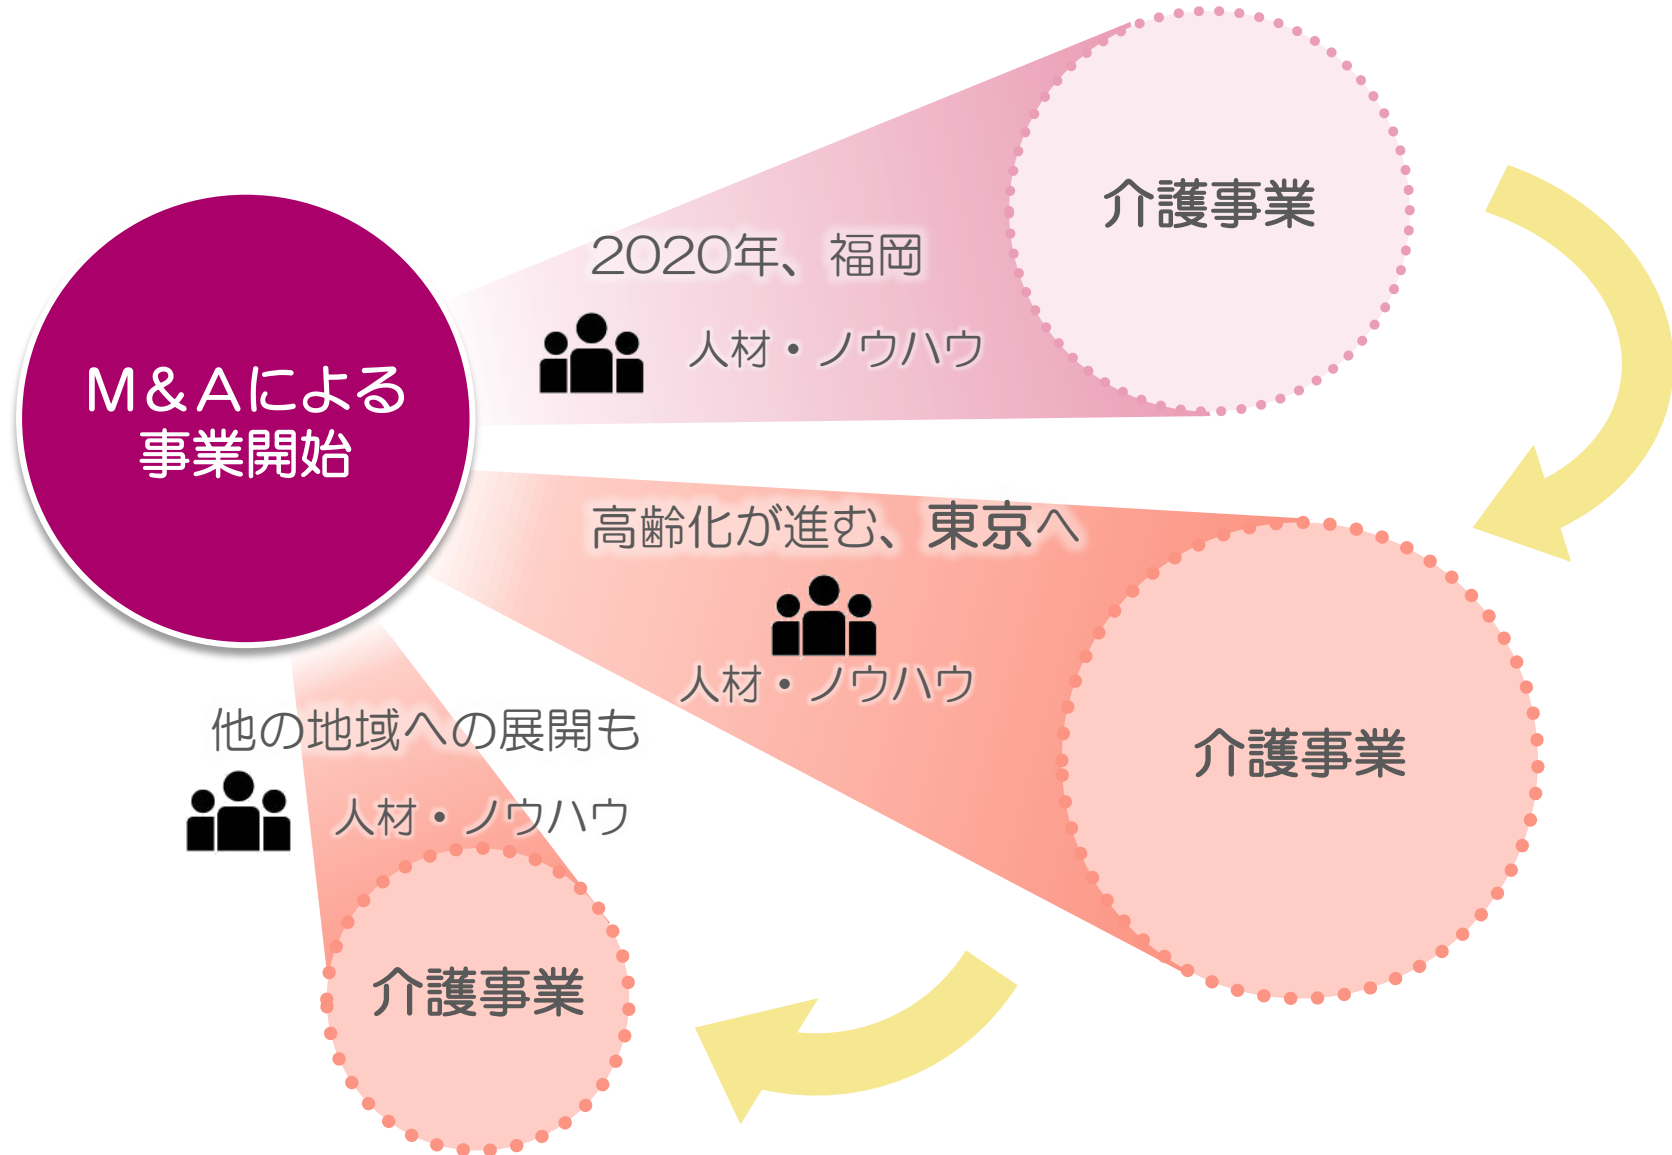 M&Aによる
事業開始
2020年、福岡
人材・ノウハウ
介護事業
高齢化が進む、東京へ
人材・ノウハウ
介護事業
他の地域への展開も
人材・ノウハウ
介護事業